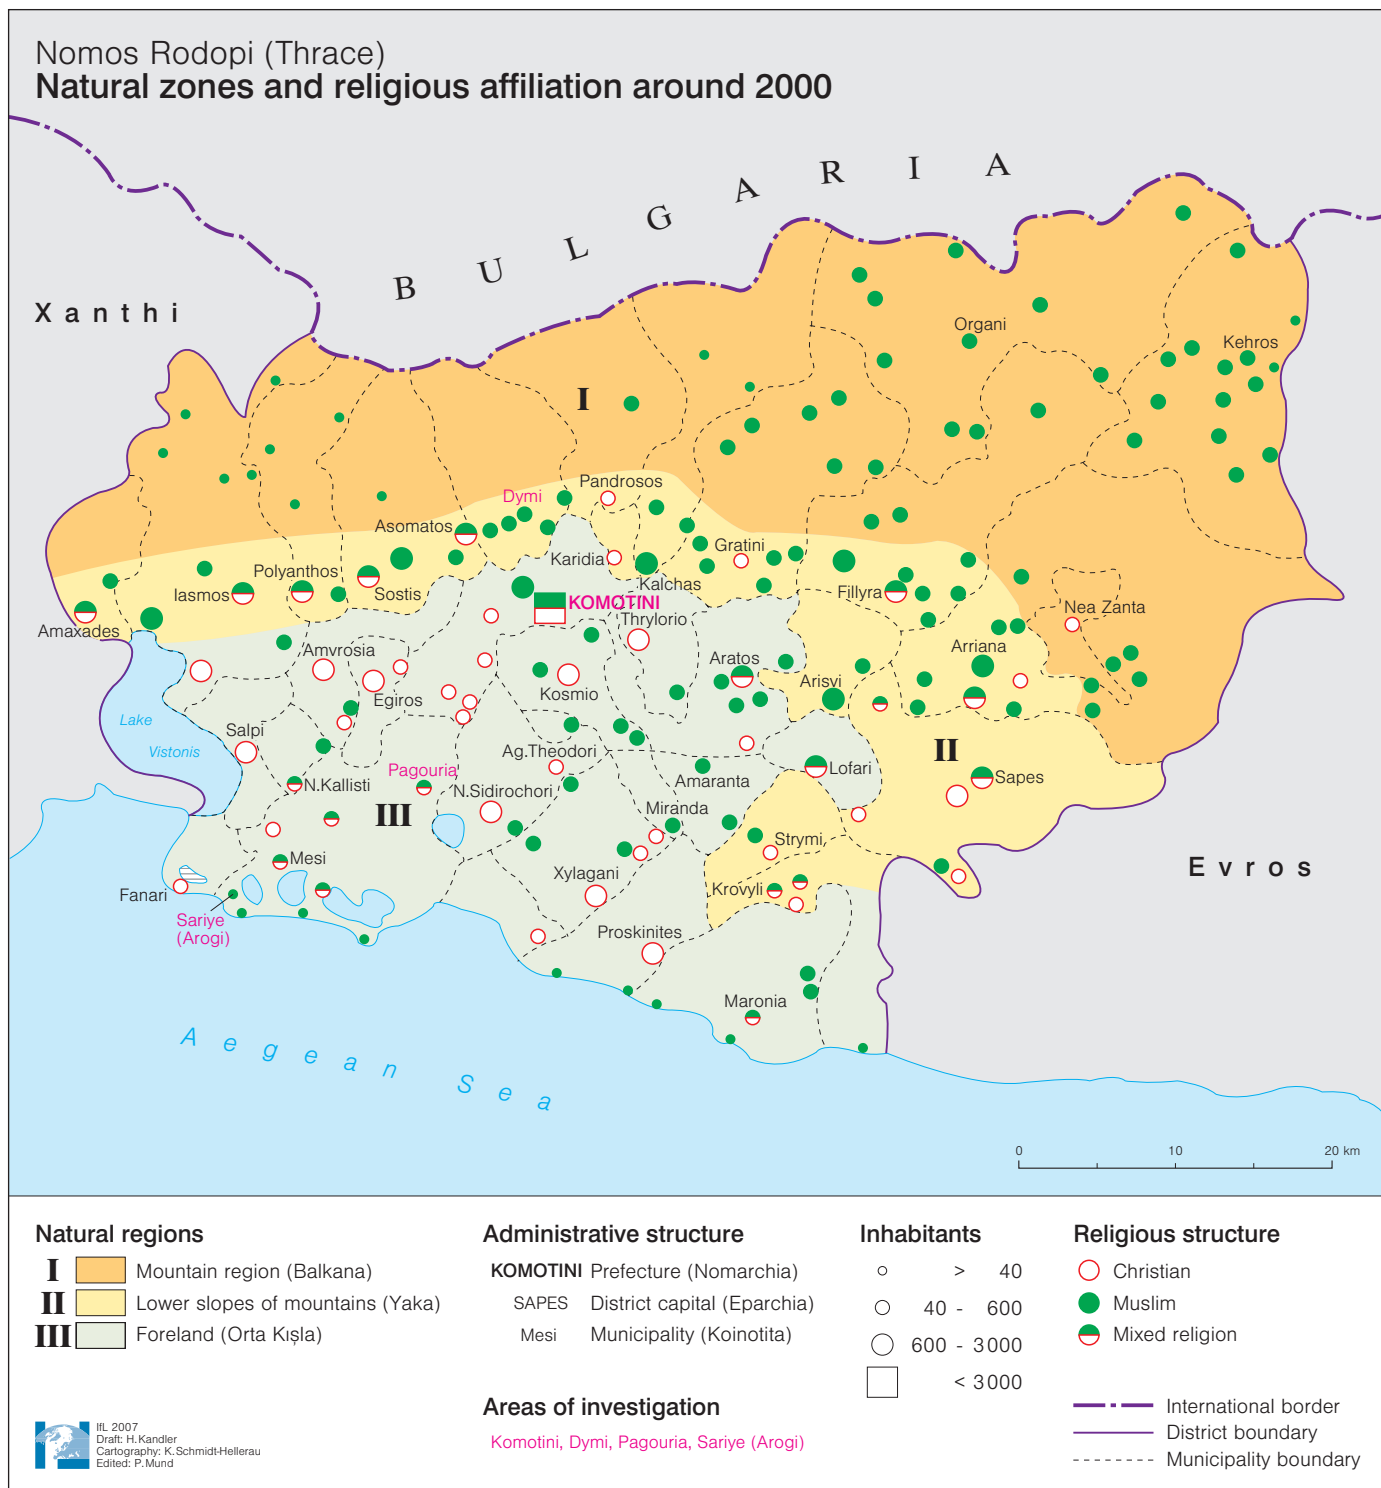 Nomos Rodopi (Thrace)
Natural zones and religious affiliation around 2000
BULGARIA
Xanthi
Organi
Kehros
I
Pandrosos
Dymi
Asomatos
Gratini
Karidia
Polyanthos
Kalchas
Iasmos
Sostis
Fillyra
KOMOTINI
Nea Zanta
Thrylorio
Amaxades
Amvrosia
Arriana
Aratos
Arisvi
Kosmio
Egiros
Lake
Vistonis
Salpi
Ag.Theodori
II
Pagouria
Lofari
Sapes
N.Kallisti
N.Sidirochori
Amaranta
III
Miranda
Strymi
Mesi
Evros
Xylagani
Krovyli
Fanari
Sariye
(Arogi)
Proskinites
Maronia
Aegean Sea
0 10 20 km
Natural regions
I Mountain region (Balkana)
II Lower slopes of mountains (Yaka)
III Foreland (Orta Kışla)
Administrative structure
KOMOTINI Prefecture (Nomarchia)
SAPES District capital (Eparchia)
Mesi Municipality (Koinotita)
Areas of investigation
Komotini, Dymi, Pagouria, Sariye (Arogi)
Inhabitants
> 40
40 - 600
600 - 3000
< 3000
Religious structure
Christian
Muslim
Mixed religion
International border
District boundary
Municipality boundary
IfL 2007
Draft: H.Kandler
Cartography: K.Schmidt-Hellerau
Edited: P.Mund